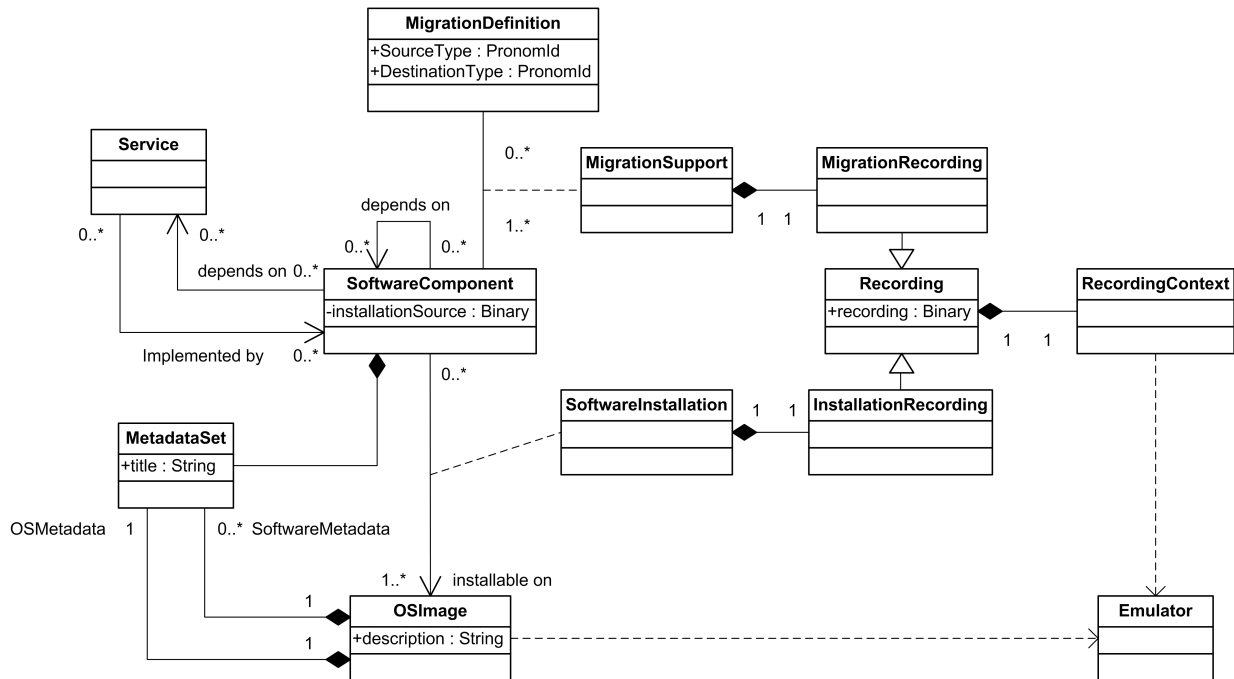 MigrationDefinition
+SourceType : PronomId
+DestinationType : PronomId
Service
0..*
MigrationSupport
MigrationRecording
depends on
1..*
1 1
0..* 0..*
0..* 0..*
depends on 0..*
SoftwareComponent
-installationSource : Binary
Recording
+recording : Binary
RecordingContext
1 1
Implemented by 0..*
0..*
SoftwareInstallation
1 1
InstallationRecording
MetadataSet
+title : String
OSMetadata 1 0..* SoftwareMetadata
1..* installable on
1
OSImage
+description : String
1
Emulator